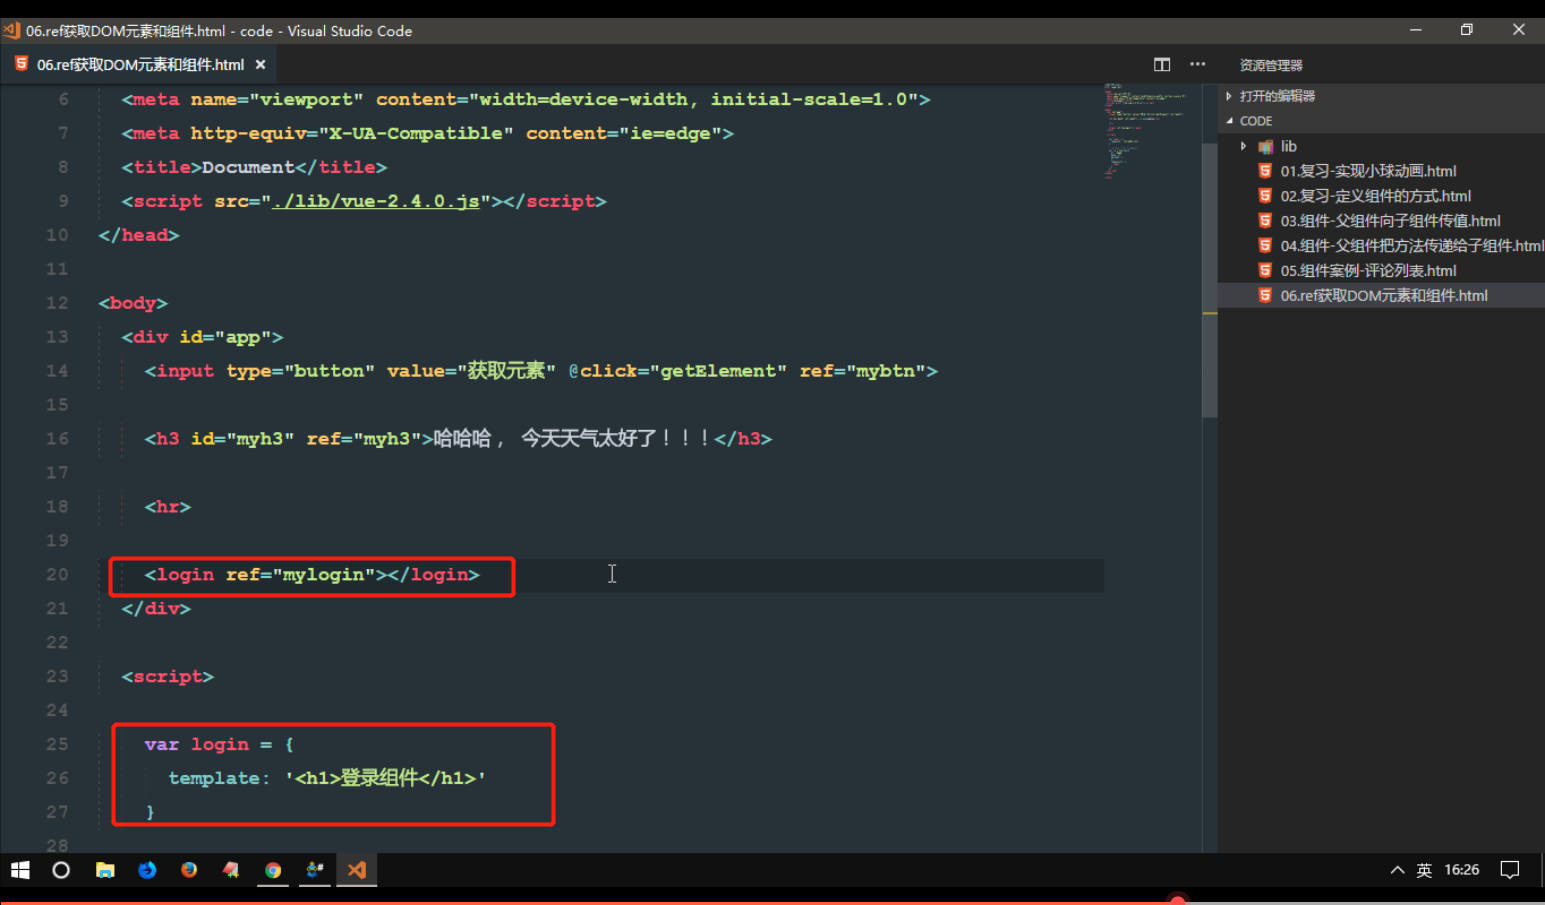 06.ref获取DOM元素和组件.html - code - Visual Studio Code
06.ref获取DOM元素和组件.html ×
资源管理器
打开的编辑器
CODE
lib
01.复习-实现小球动画.html
02.复习-定义组件的方式.html
03.组件-父组件向子组件传值.html
04.组件-父组件把方法传递给子组件.html
05.组件案例-评论列表.html
06.ref获取DOM元素和组件.html
6 <meta name="viewport" content="width=device-width, initial-scale=1.0">
7 <meta http-equiv="X-UA-Compatible" content="ie=edge">
8 <title>Document</title>
9 <script src="./lib/vue-2.4.0.js"></script>
10 </head>
11
12 <body>
13 <div id="app">
14 <input type="button" value="获取元素" @click="getElement" ref="mybtn">
15
16 <h3 id="myh3" ref="myh3">哈哈哈， 今天天气太好了！！！</h3>
17
18 <hr>
19
20 <login ref="mylogin"></login>
21 </div>
22
23 <script>
24
25 var login = {
26 template: '<h1>登录组件</h1>'
27 }
28
英 16:26